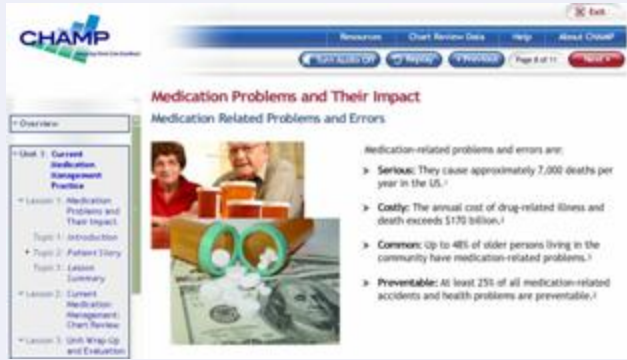 Exit
CHAMP
Resources Chart Review Data Help About CHAMP
Turn Audio Off Replay Previous Page 8 of 11 Next
Medication Problems and Their Impact
Medication Related Problems and Errors
Overview
Unit 1: Current
Medication
Management
Practice
Lesson 1: Medication
Problems and
Their Impact
Topic 1: Introduction
Topic 2: Patient Story
Topic 3: Lesson
Summary
Lesson 2: Current
Medication
Management:
Chart Review
Lesson 3: Unit Wrap-Up
and Evaluation
Medication-related problems and errors are:
Serious: They cause approximately 7,000 deaths per
year in the US.
Costly: The annual cost of drug-related illness and
death exceeds $170 billion.
Common: Up to 48% of older persons living in the
community have medication-related problems.
Preventable: At least 25% of all medication-related
accidents and health problems are preventable.